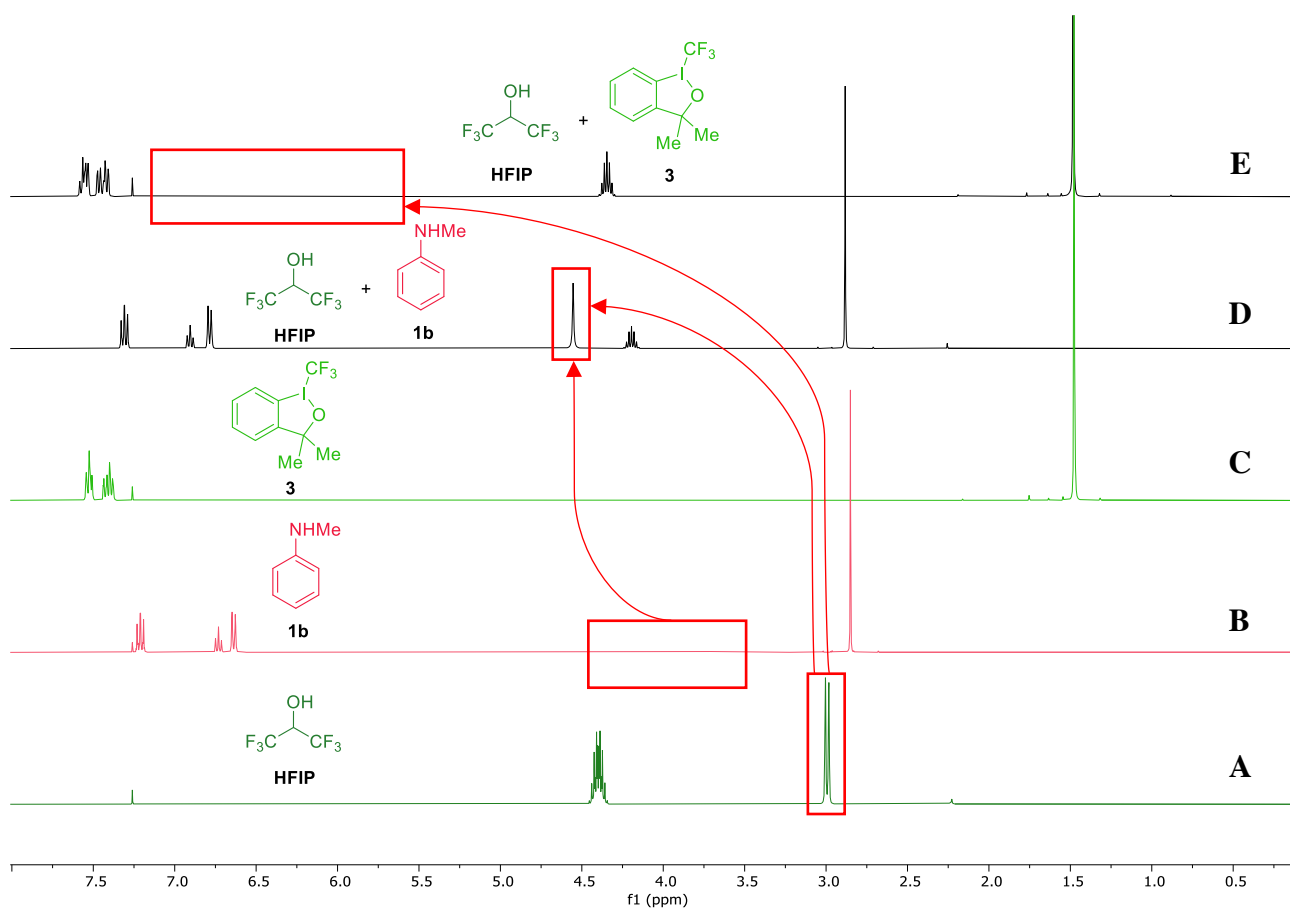 CF₃
I
O
OH
F₃C CF₃
+
Me Me
HFIP
3
E
NHMe
OH
F₃C CF₃
+
HFIP
1b
D
CF₃
I
O
Me Me
3
C
NHMe
1b
B
OH
F₃C CF₃
HFIP
A
7.5 7.0 6.5 6.0 5.5 5.0 4.5 4.0 3.5 3.0 2.5 2.0 1.5 1.0 0.5
f1 (ppm)